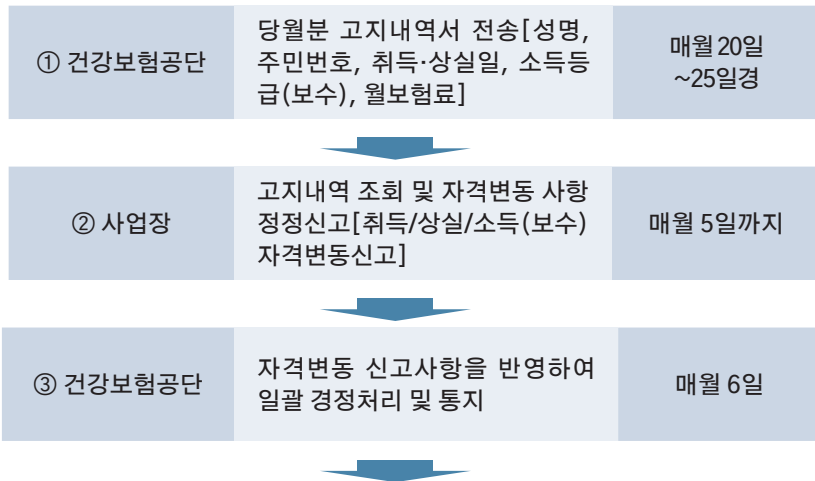 ① 건강보험공단
당월분 고지내역서 전송[성명,
주민번호, 취득·상실일, 소득등
급(보수), 월보험료]
매월 20일
~25일경
② 사업장
고지내역 조회 및 자격변동 사항
정정신고[취득/상실/소득(보수)
자격변동신고]
매월 5일까지
③ 건강보험공단
자격변동 신고사항을 반영하여
일괄 경정처리 및 통지
매월 6일